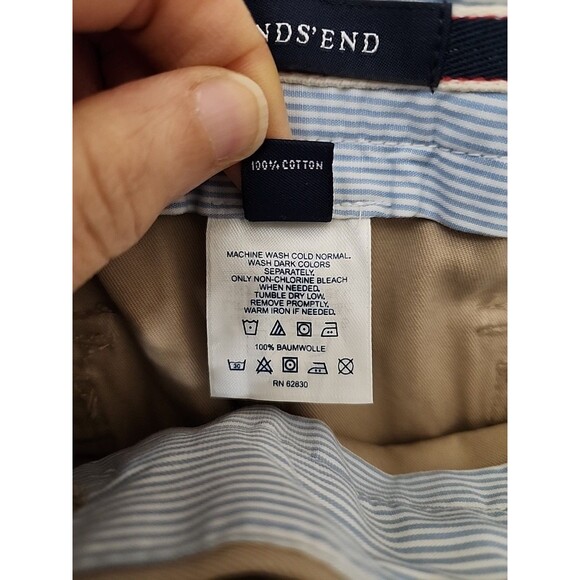 NDS' END
100% COTTON
MACHINE WASH COLD NORMAL.
WASH DARK COLORS
SEPARATELY.
ONLY NON-CHLORINE BLEACH
WHEN NEEDED.
TUMBLE DRY LOW.
REMOVE PROMPTLY.
WARM IRON IF NEEDED.
100% BAUMWOLLE
30
RN 62830